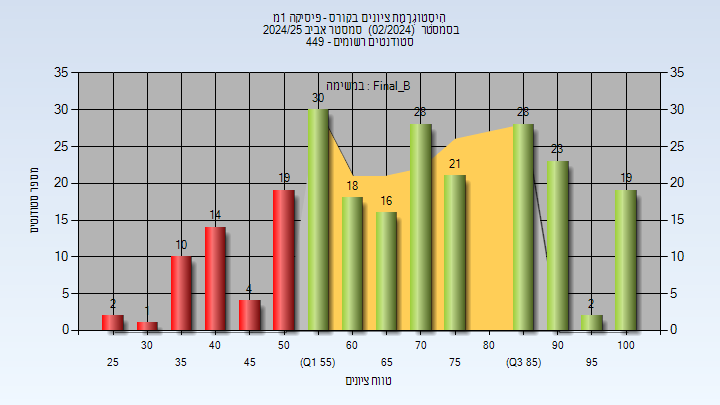 היסטוגרמת ציונים בקורס - פיסיקה 1מ
בסמסטר (02/2024) סמסטר אביב 2024/25
סטודנטים רשומים - 449
במשימה : Final_B
מספר סטודנטים
35 30 25 20 15 10 5 0
2 1 10 14 4 19 30 18 16 28 21 28 23 2 19
35 30 25 20 15 10 5 0
30 40 50 60 70 80 90 100
25 35 45 (Q1 55) 65 75 (Q3 85) 95
טווח ציונים